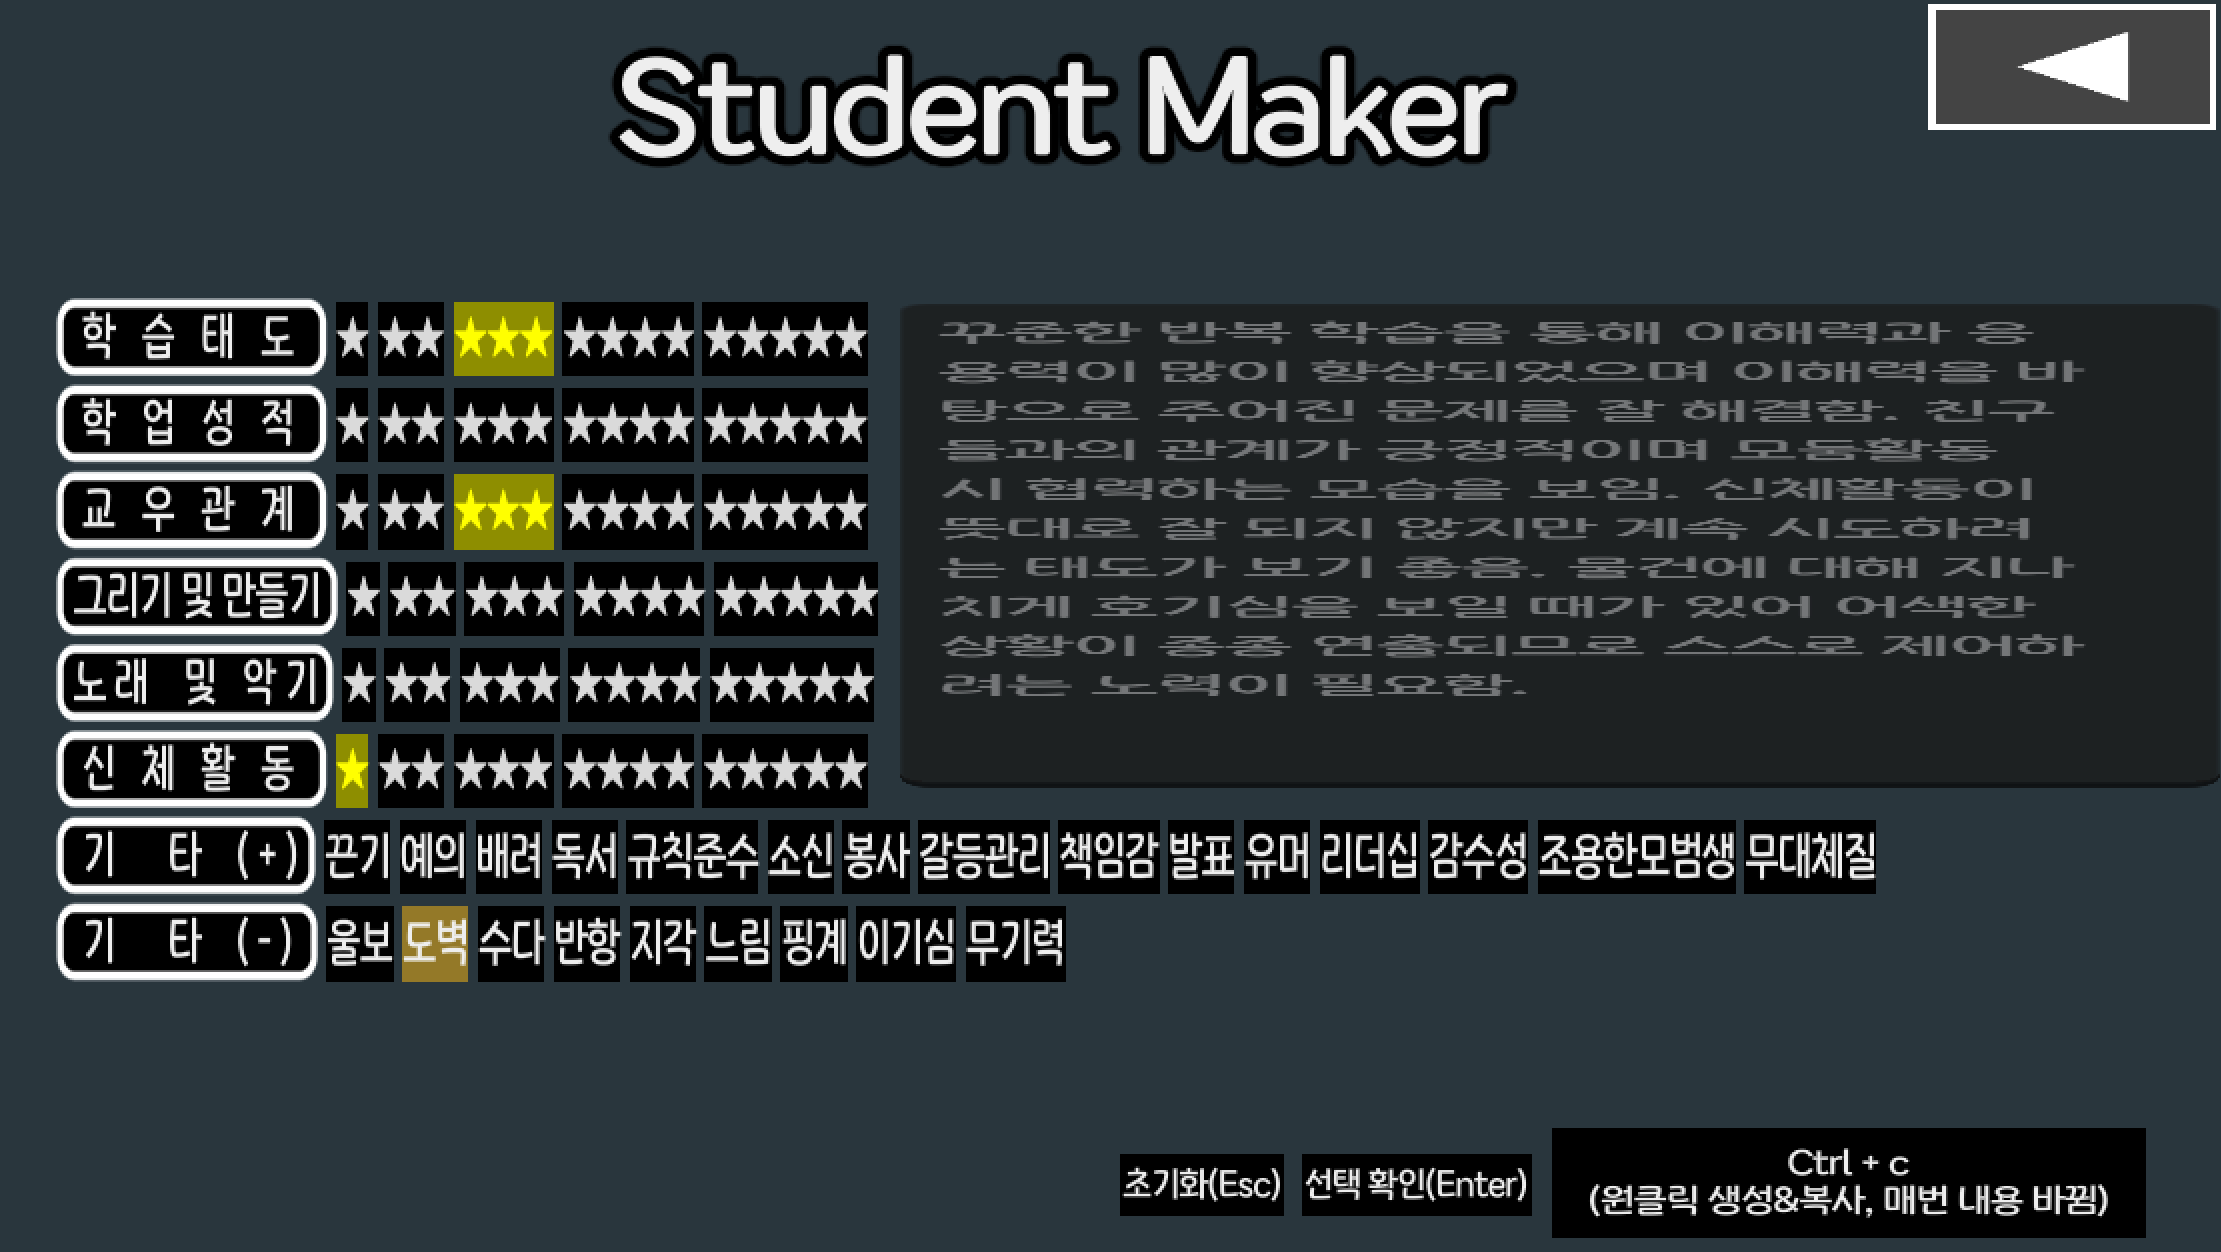 Student Maker
학 습 태 도 ★ ★★ ★★★ ★★★★ ★★★★★
학 업 성 적 ★ ★★ ★★★ ★★★★ ★★★★★
교 우 관 계 ★ ★★ ★★★ ★★★★ ★★★★★
그리기 및 만들기 ★ ★★ ★★★ ★★★★ ★★★★★
노래 및 악기 ★ ★★ ★★★ ★★★★ ★★★★★
신 체 활 동 ★ ★★ ★★★ ★★★★ ★★★★★
꾸준한 반복 학습을 통해 이해력과 응
용력이 많이 향상되었으며 이해력을 바
탕으로 주어진 문제를 잘 해결함. 친구
들과의 관계가 긍정적이며 모둠활동
시 협력하는 모습을 보임. 신체활동이
뜻대로 잘 되지 않지만 계속 시도하려
는 태도가 보기 좋음. 물건에 대해 지나
치게 호기심을 보일 때가 있어 어색한
상황이 종종 연출되므로 스스로 제어하
려는 노력이 필요함.
기 타 (+) 끈기 예의 배려 독서 규칙준수 소신 봉사 갈등관리 책임감 발표 유머 리더십 감수성 조용한모범생 무대체질
기 타 (-) 울보 도벽 수다 반항 지각 느림 핑계 이기심 무기력
초기화(Esc) 선택 확인(Enter)
Ctrl + c
(원클릭 생성&복사, 매번 내용 바뀜)